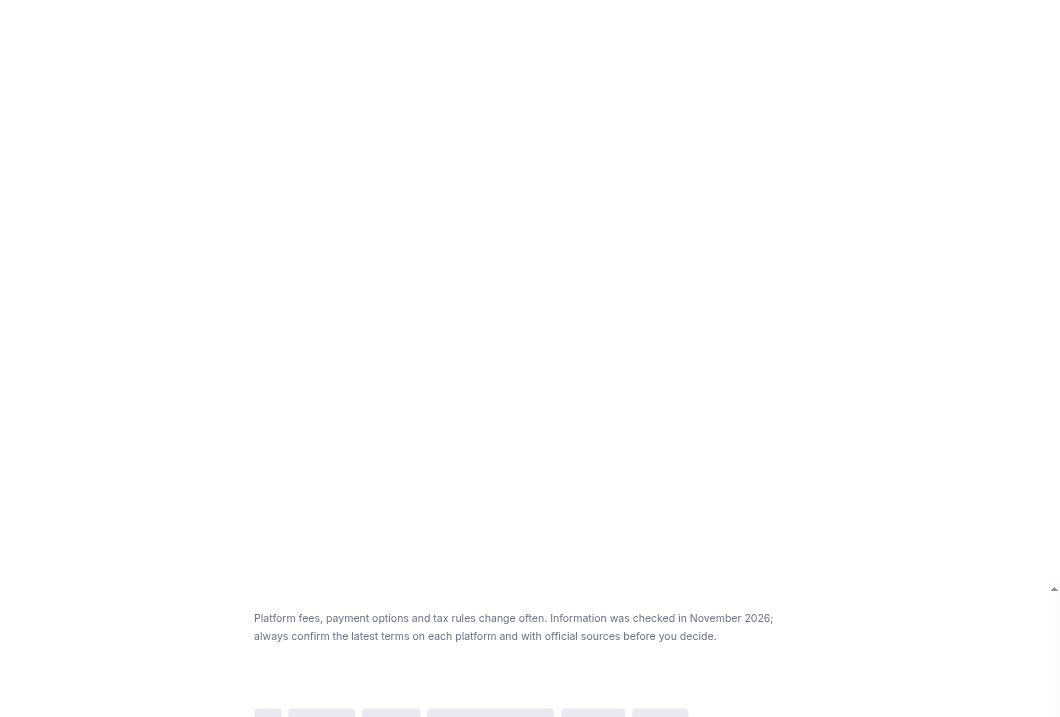 Platform fees, payment options and tax rules change often. Information was checked in November 2026;
always confirm the latest terms on each platform and with official sources before you decide.